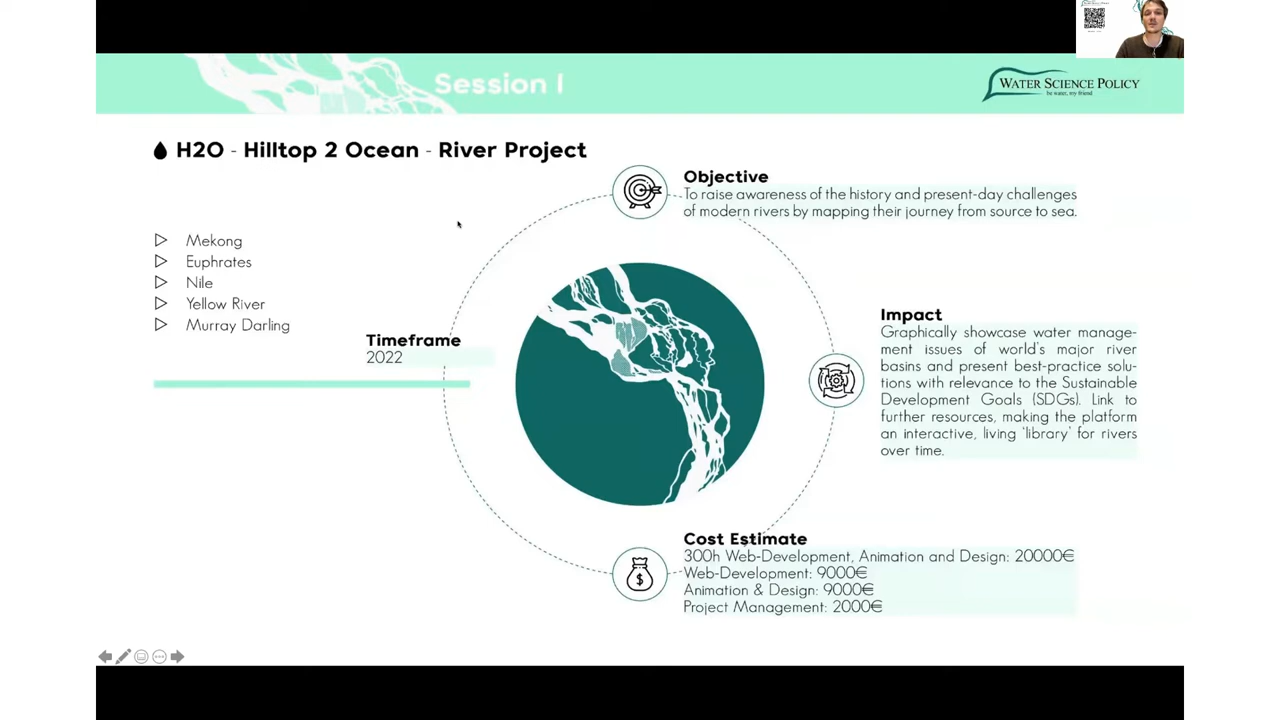 Session I
WATER SCIENCE POLICY
be water, my friend
H2O - Hilltop 2 Ocean - River Project
Mekong
Euphrates
Nile
Yellow River
Murray Darling
Timeframe
2022
Objective
To raise awareness of the history and present-day challenges
of modern rivers by mapping their journey from source to sea.
Impact
Graphically showcase water manage-
ment issues of world's major river
basins and present best-practice solu-
tions with relevance to the Sustainable
Development Goals (SDGs). Link to
further resources, making the platform
an interactive, living 'library' for rivers
over time.
Cost Estimate
300h Web-Development, Animation and Design: 20000€
Web-Development: 9000€
Animation & Design: 9000€
Project Management: 2000€